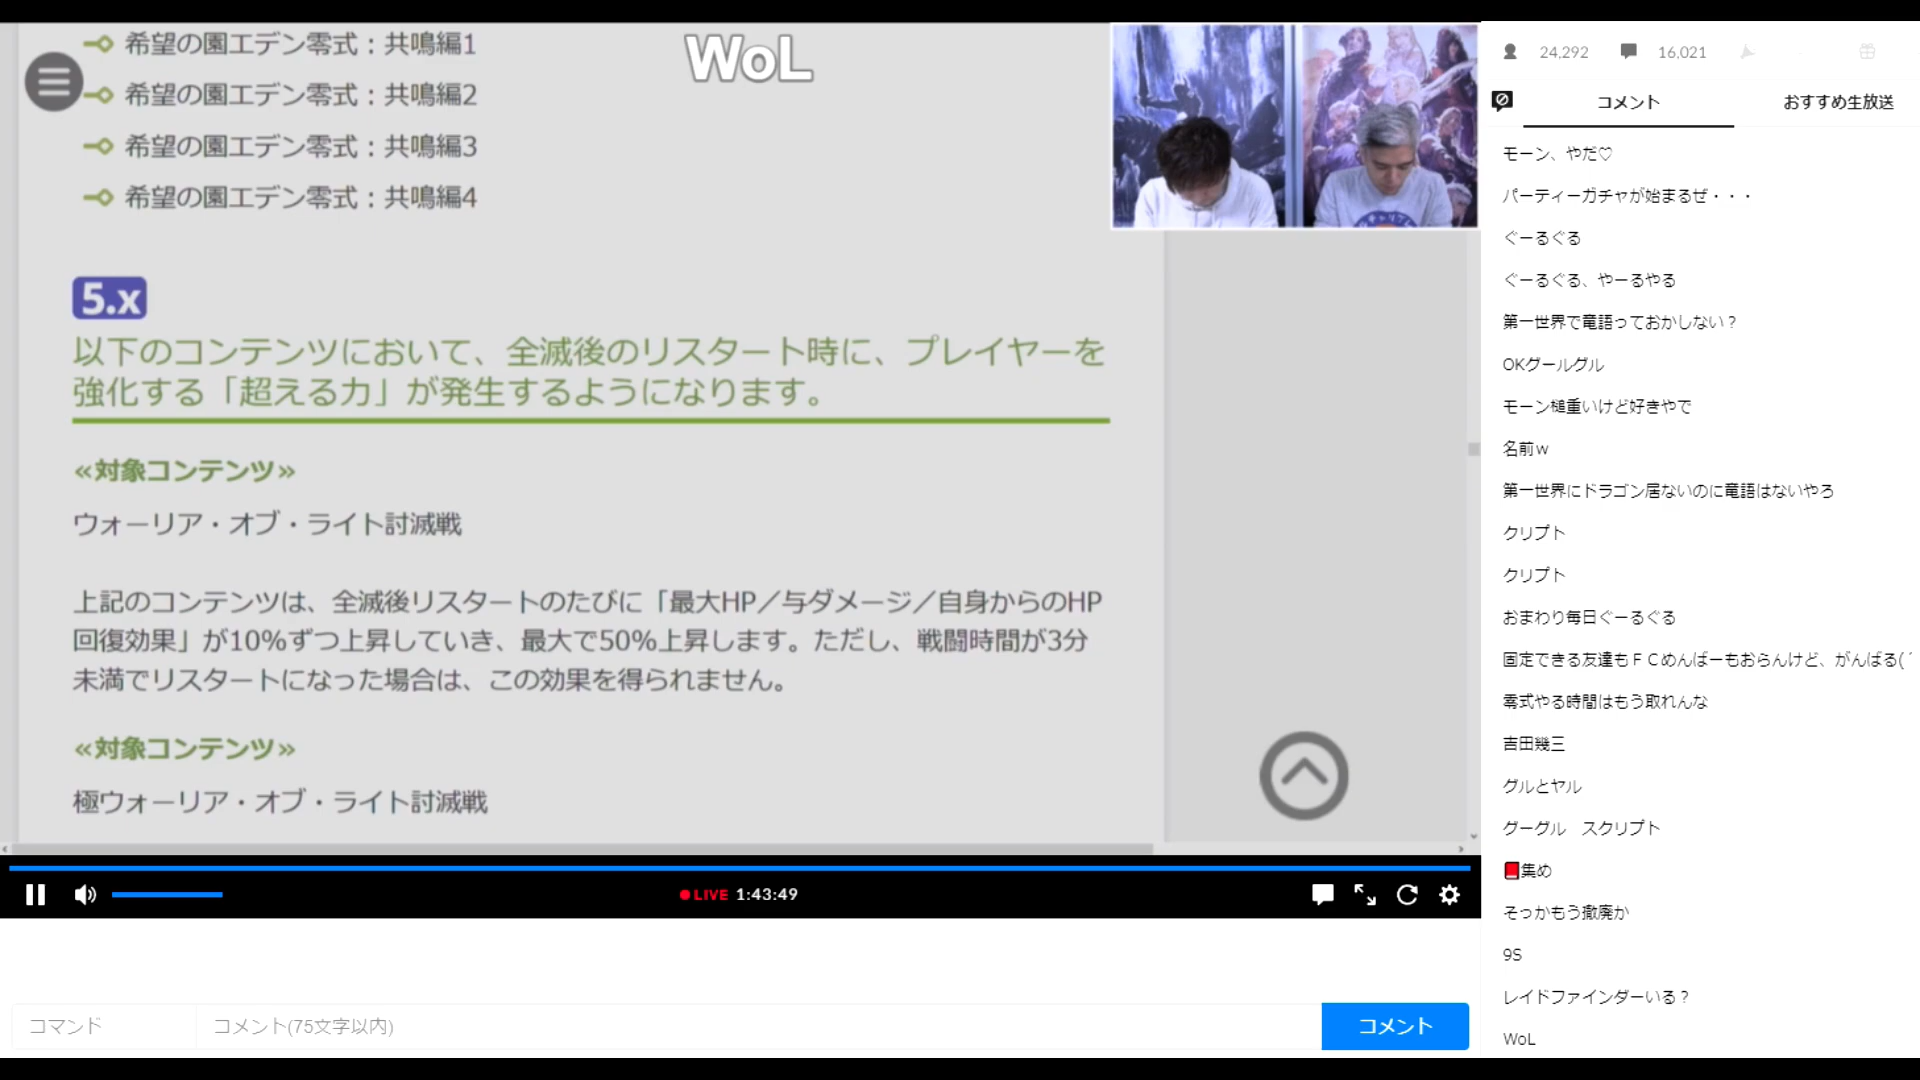 希望の園エデン零式：共鳴編1
希望の園エデン零式：共鳴編2
希望の園エデン零式：共鳴編3
希望の園エデン零式：共鳴編4
WoL
5.x
以下のコンテンツにおいて、全滅後のリスタート時に、プレイヤーを
強化する「超える力」が発生するようになります。
≪対象コンテンツ≫
ウォーリア・オブ・ライト討滅戦
上記のコンテンツは、全滅後リスタートのたびに「最大HP／与ダメージ／自身からのHP
回復効果」が10%ずつ上昇していき、最大で50%上昇します。ただし、戦闘時間が3分
未満でリスタートになった場合は、この効果を得られません。
≪対象コンテンツ≫
極ウォーリア・オブ・ライト討滅戦
LIVE 1:43:49
コマンド
コメント(75文字以内)
コメント
24,292
16,021
コメント
おすすめ生放送
モーン、やだ♡
パーティーガチャが始まるぜ・・・
ぐーるぐる
ぐーるぐる、やーるやる
第一世界で竜語っておかしない？
OKグールグル
モーン槌重いけど好きやで
名前ｗ
第一世界にドラゴン居ないのに竜語はないやろ
クリプト
クリプト
おまわり毎日ぐーるぐる
固定できる友達もＦＣめんばーもおらんけど、がんばる(´
零式やる時間はもう取れんな
吉田幾三
グルとヤル
グーグル　スクリプト
📕集め
そっかもう撤廃か
9S
レイドファインダーいる？
WoL